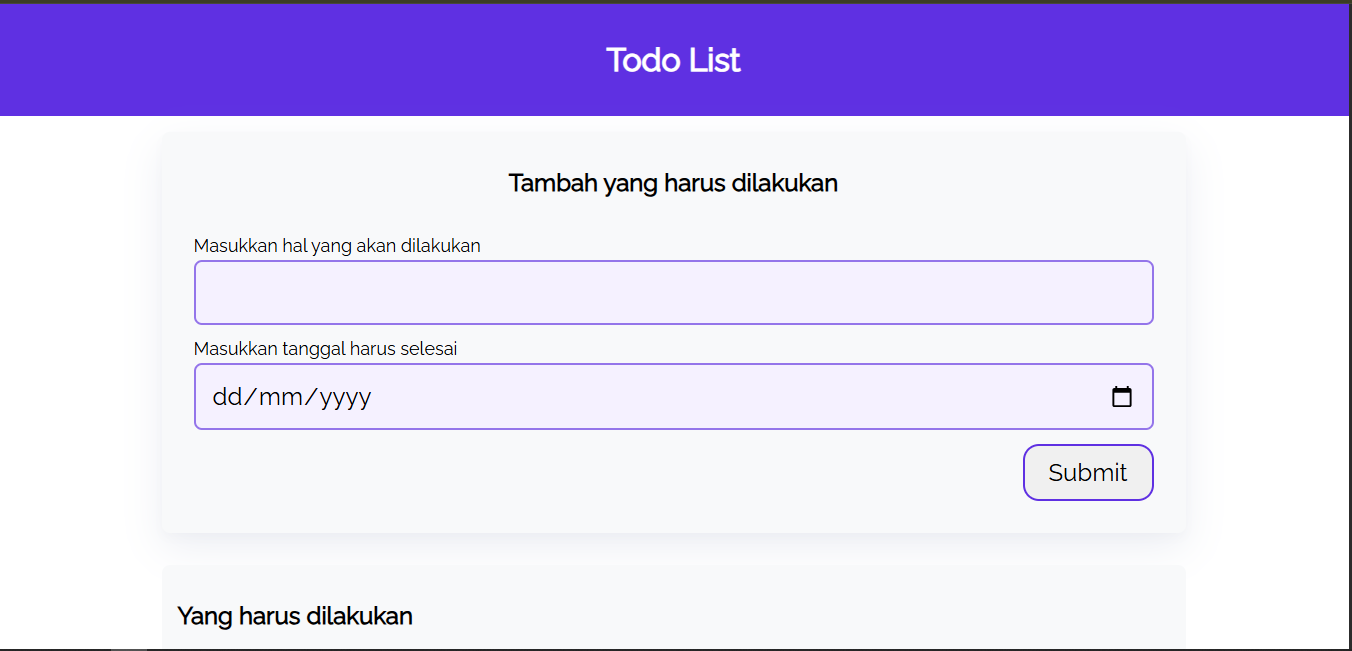 Todo List
Tambah yang harus dilakukan
Masukkan hal yang akan dilakukan
Masukkan tanggal harus selesai
dd/mm/yyyy
Submit
Yang harus dilakukan